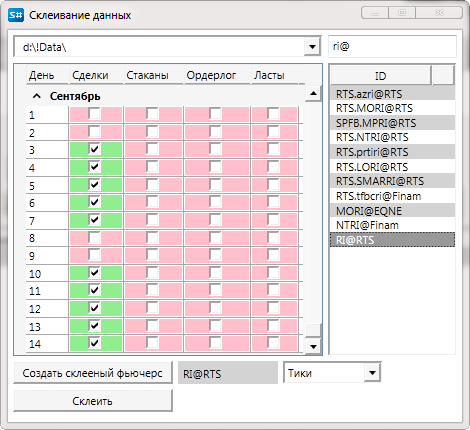 S# Склеивание данных
d:\!Data\
ri@
День Сделки Стаканы Ордерлог Ласты
Сентябрь
1
2
3
4
5
6
7
8
9
10
11
12
13
14
ID
RTS.azri@RTS
RTS.MORI@RTS
SPFB.MPRI@RTS
RTS.NTRI@RTS
RTS.prtiri@RTS
RTS.LORI@RTS
RTS.SMARRI@RTS
RTS.tfbcri@Finam
MORI@EQNE
NTRI@Finam
RI@RTS
Создать склееный фьючерс RI@RTS Тики
Склеить